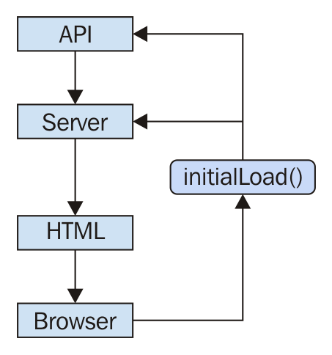 API
Server
initialLoad()
HTML
Browser